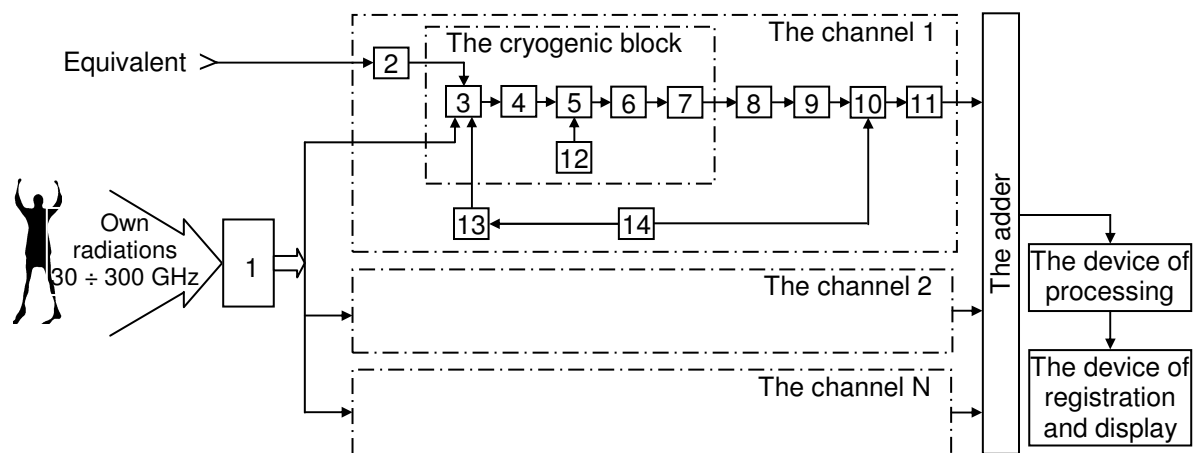 Equivalent
2
The channel 1
The cryogenic block
3
4
5
6
7
8
9
10
11
12
13
14
Own
radiations
30 ÷ 300 GHz
1
The channel 2
The channel N
The adder
The device of
processing
The device of
registration
and display